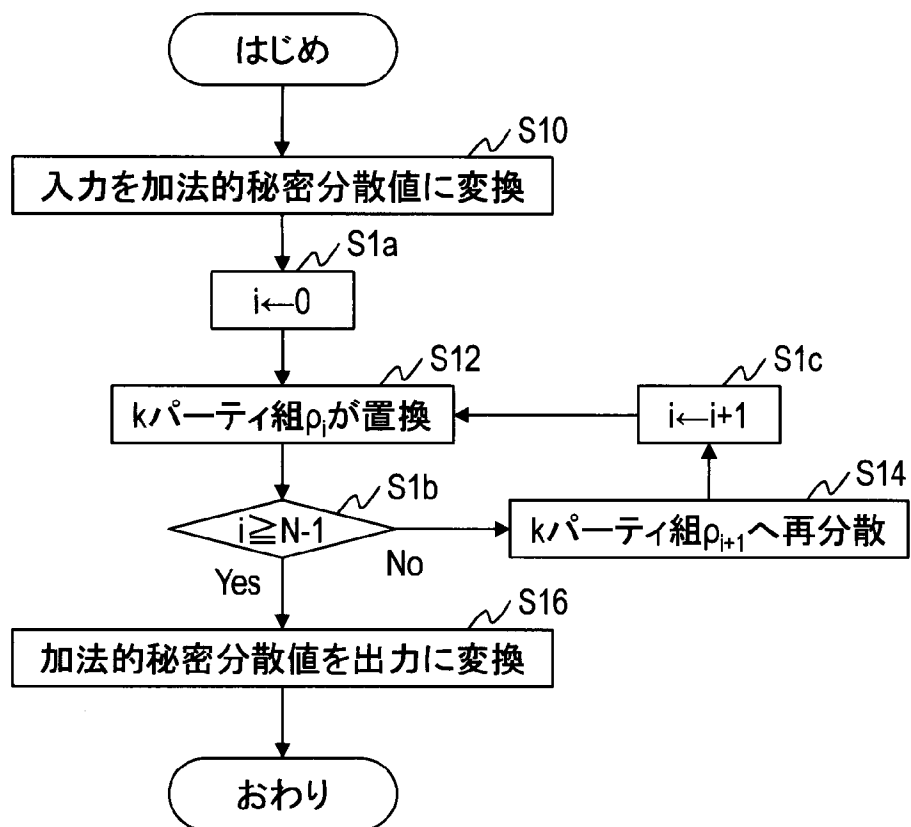 はじめ
S10
入力を加法的秘密分散値に変換
S1a
i←0
S12
kパーティ組ρiが置換
S1c
i←i+1
S1b
i≧N-1
No
Yes
S14
kパーティ組ρi+1へ再分散
S16
加法的秘密分散値を出力に変換
おわり